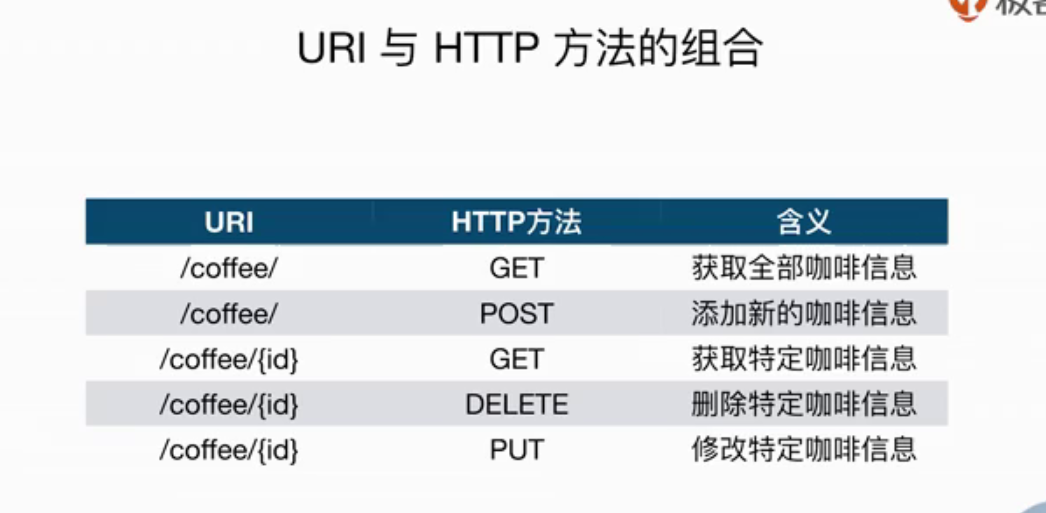 极客
URI 与 HTTP 方法的组合
URI HTTP方法 含义
/coffee/ GET 获取全部咖啡信息
/coffee/ POST 添加新的咖啡信息
/coffee/{id} GET 获取特定咖啡信息
/coffee/{id} DELETE 删除特定咖啡信息
/coffee/{id} PUT 修改特定咖啡信息